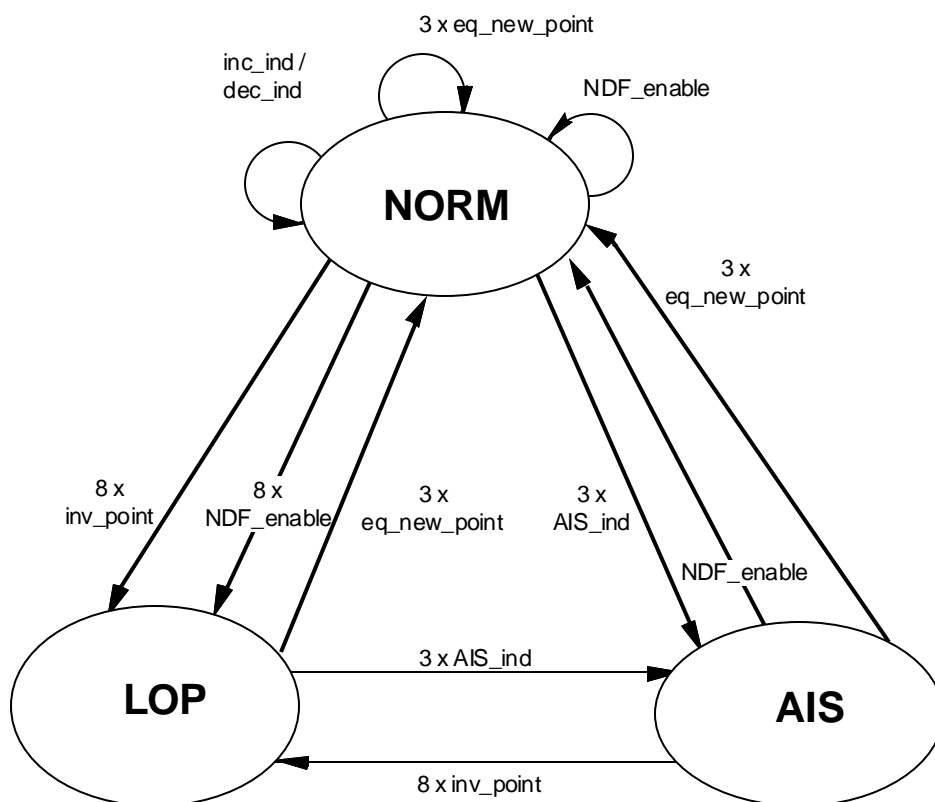 3 x eq_new_point
inc_ind /
dec_ind
NDF_enable
NORM
3 x
eq_new_point
8 x
inv_point
8 x
NDF_enable
3 x
eq_new_point
3 x
AIS_ind
NDF_enable
3 x AIS_ind
LOP
AIS
8 x inv_point